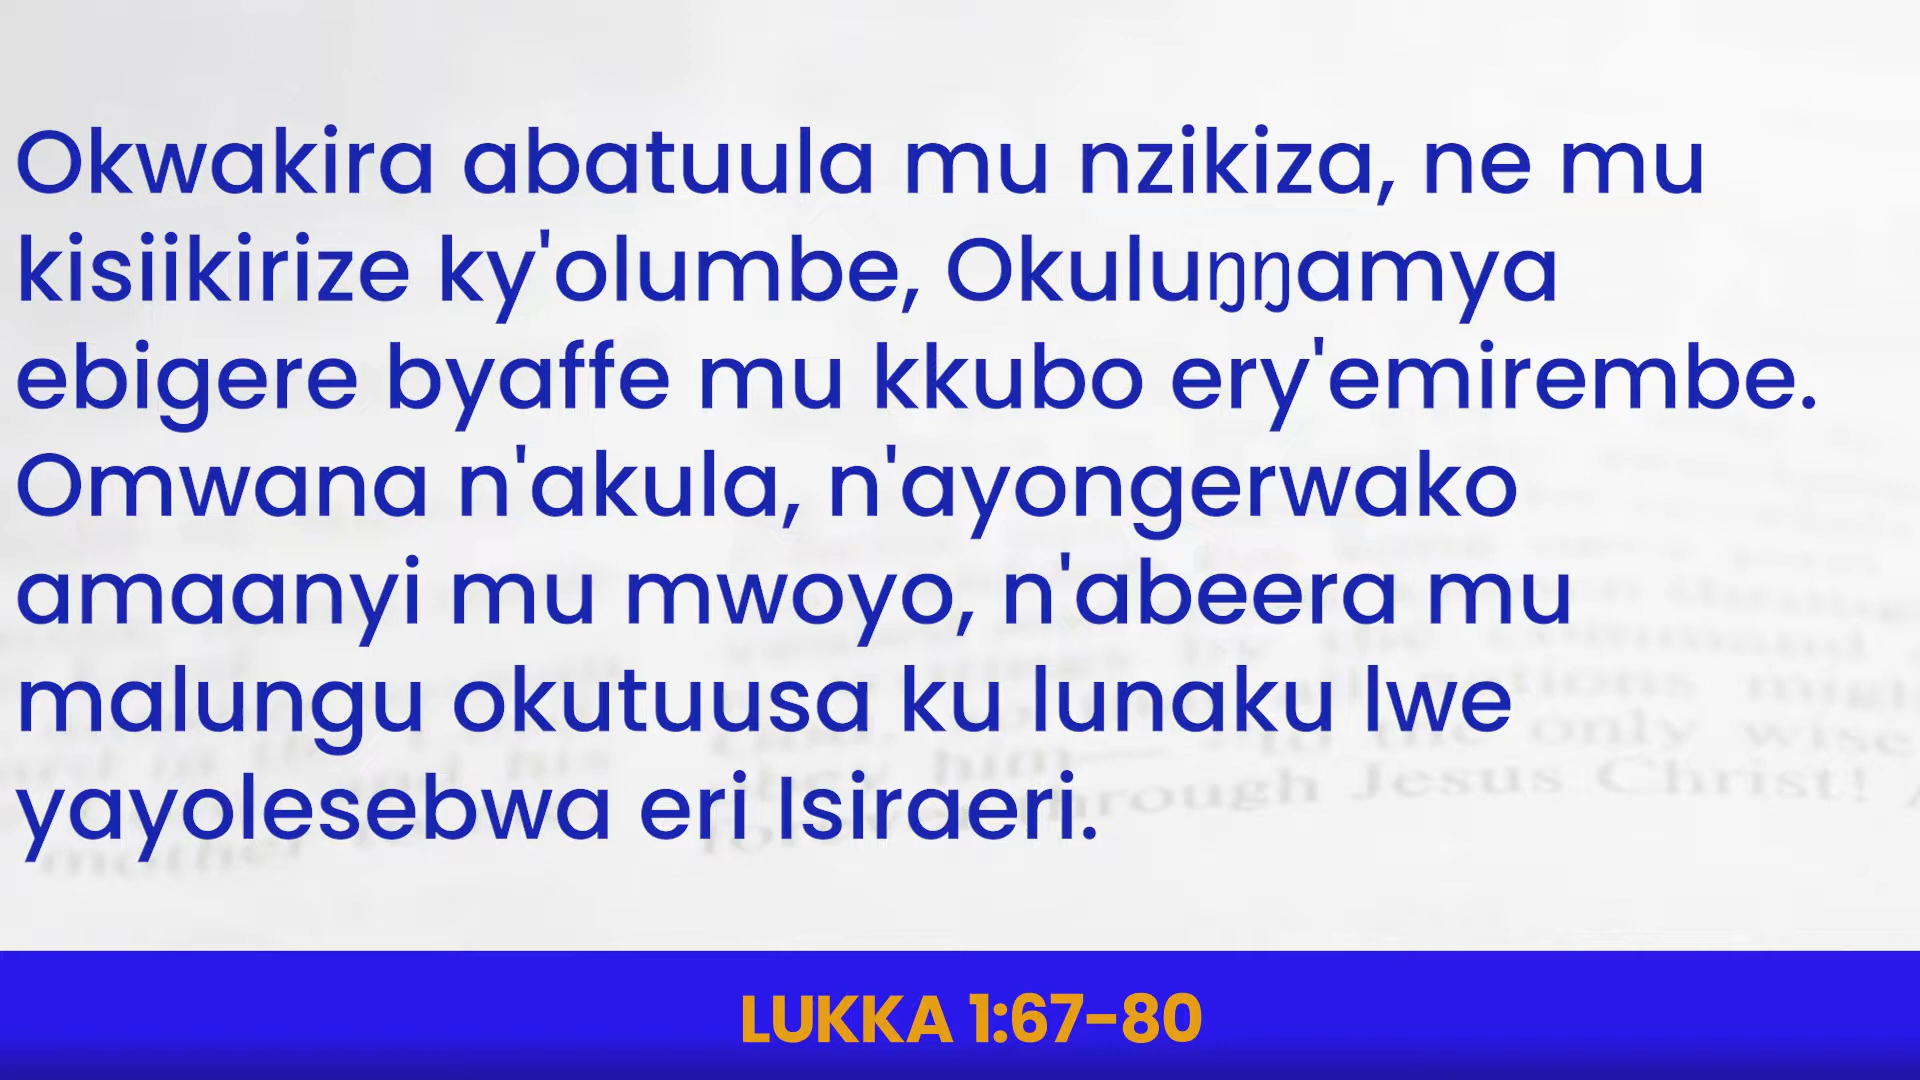 Okwakira abatuula mu nzikiza, ne mu
kisiikirize ky'olumbe, Okuluŋŋamya
ebigere byaffe mu kkubo ery'emirembe.
Omwana n'akula, n'ayongerwako
amaanyi mu mwoyo, n'abeera mu
malungu okutuusa ku lunaku lwe
yayolesebwa eri Isiraeri.
LUKKA 1:67-80